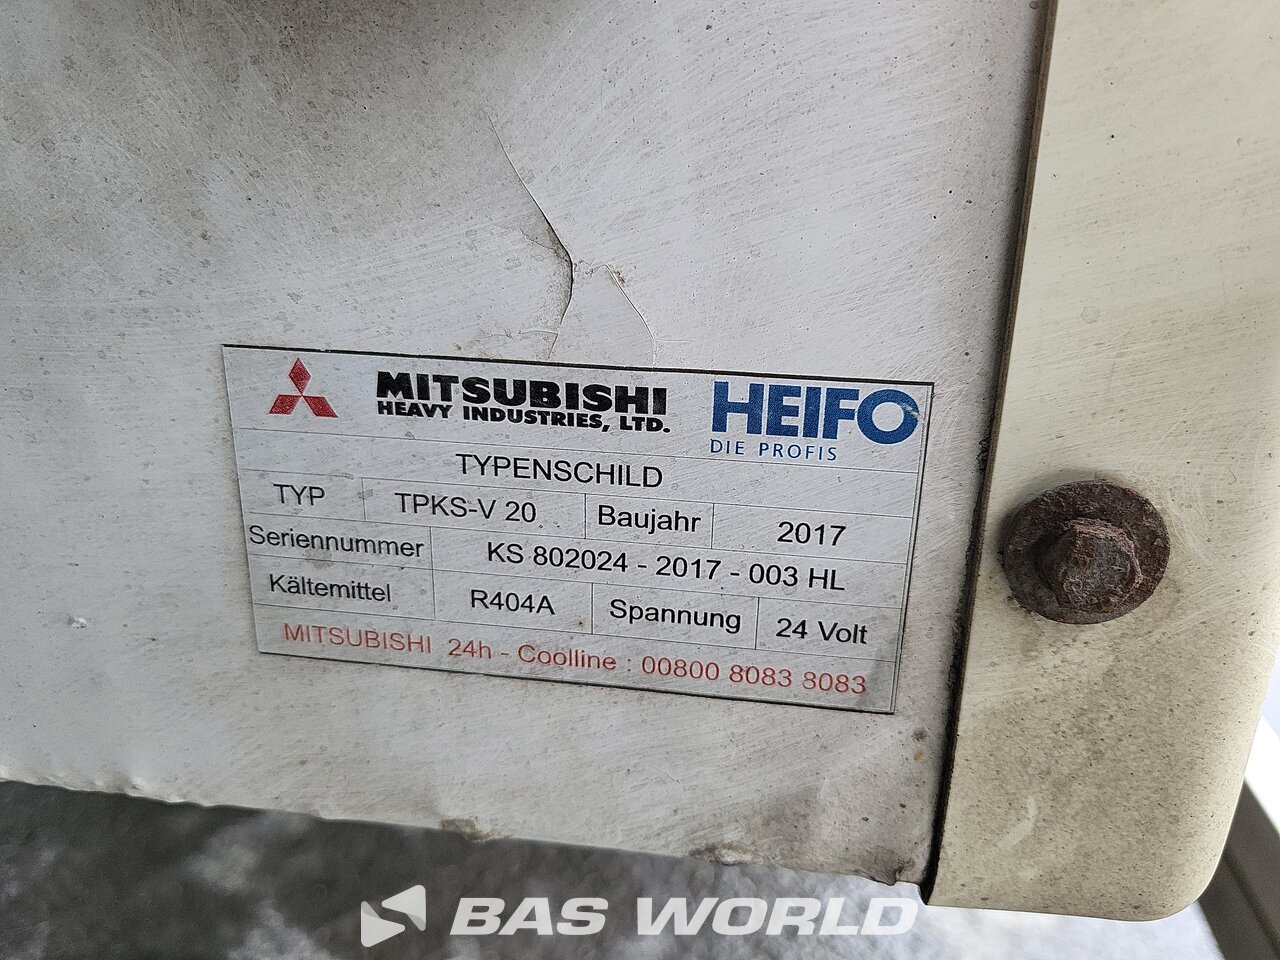 MITSUBISHI
HEAVY INDUSTRIES, LTD.
HEIFO
DIE PROFIS
TYPENSCHILD
TYP TPKS-V 20 Baujahr 2017
Seriennummer KS 802024 - 2017 - 003 HL
Kältemittel R404A Spannung 24 Volt
MITSUBISHI 24h - Coolline : 00800 8083 8083
BAS WORLD